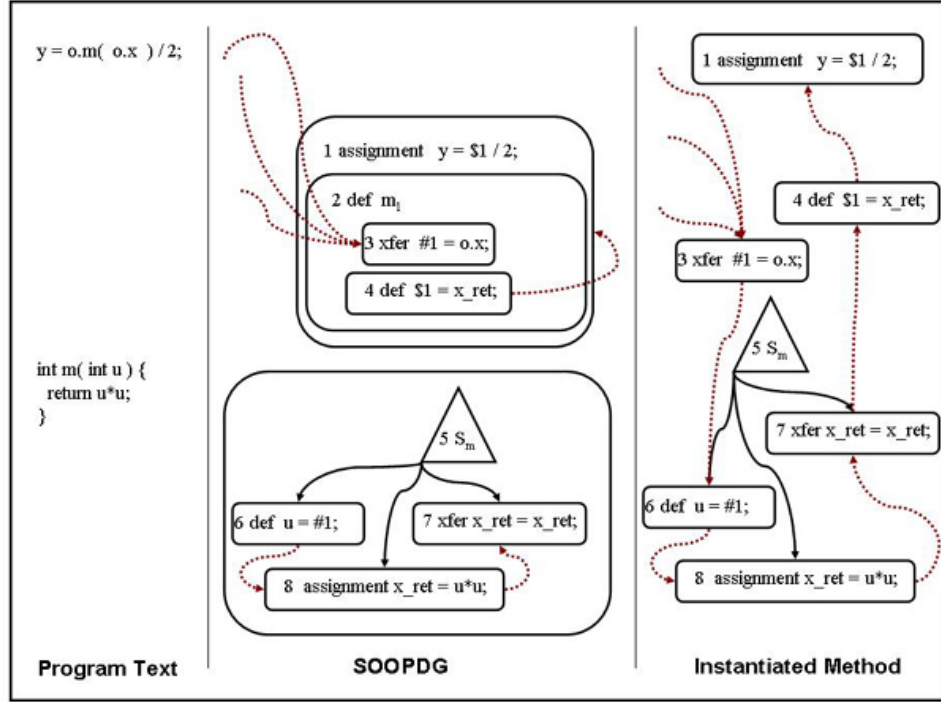 y = o.m( o.x ) / 2;
int m( int u ) {
return u*u;
}
Program Text
1 assignment y = $1 / 2;
2 def m₁
3 xfer #1 = o.x;
4 def $1 = x_ret;
5 Sₘ
6 def u = #1;
7 xfer x_ret = x_ret;
8 assignment x_ret = u*u;
SOOPDG
1 assignment y = $1 / 2;
4 def $1 = x_ret;
3 xfer #1 = o.x;
5 Sₘ
7 xfer x_ret = x_ret;
6 def u = #1;
8 assignment x_ret = u*u;
Instantiated Method